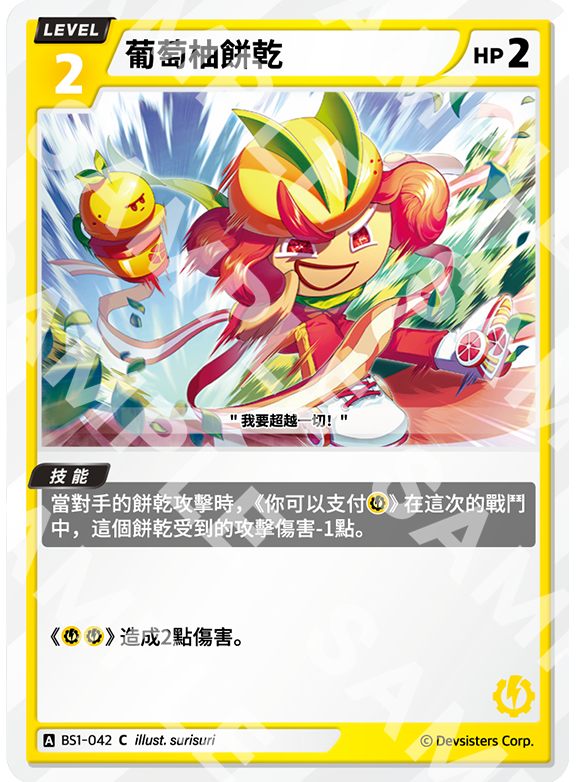 LEVEL
2
葡萄柚餅乾
HP 2
"我要超越一切！"
技能
當對手的餅乾攻擊時，《你可以支付》在這次的戰鬥
中，這個餅乾受到的攻擊傷害-1點。
《》造成2點傷害。
A BS1-042 C illust. surisuri
© Devsisters Corp.
SAMPLE